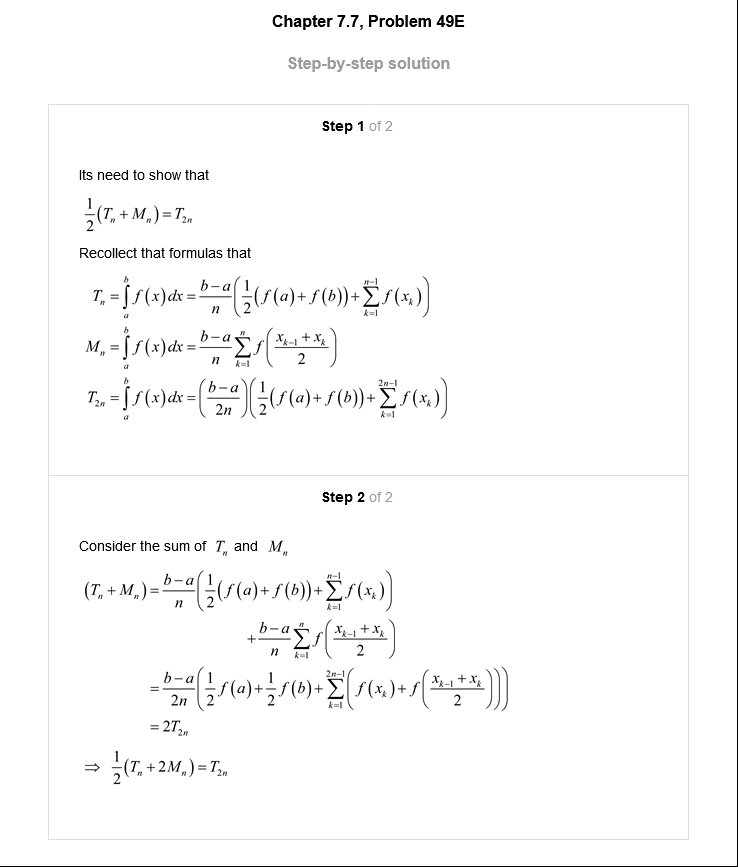 Chapter 7.7, Problem 49E
Step-by-step solution
Step 1 of 2
Its need to show that
\frac{1}{2}(T_n + M_n) = T_{2n}
Recollect that formulas that
T_n = \int_a^b f(x)dx = \frac{b-a}{n}\left(\frac{1}{2}(f(a)+f(b))+\sum_{k=1}^{n-1} f(x_k)\right)
M_n = \int_a^b f(x)dx = \frac{b-a}{n}\sum_{k=1}^{n} f\left(\frac{x_{k-1}+x_k}{2}\right)
T_{2n} = \int_a^b f(x)dx = \left(\frac{b-a}{2n}\right)\left(\frac{1}{2}(f(a)+f(b))+\sum_{k=1}^{2n-1} f(x_k)\right)
Step 2 of 2
Consider the sum of T_n and M_n
(T_n + M_n) = \frac{b-a}{n}\left(\frac{1}{2}(f(a)+f(b))+\sum_{k=1}^{n-1} f(x_k)\right)
+\frac{b-a}{n}\sum_{k=1}^{n} f\left(\frac{x_{k-1}+x_k}{2}\right)
= \frac{b-a}{2n}\left(\frac{1}{2}f(a)+\frac{1}{2}f(b)+\sum_{k=1}^{2n-1}\left(f(x_k)+f\left(\frac{x_{k-1}+x_k}{2}\right)\right)\right)
= 2T_{2n}
⇒ \frac{1}{2}(T_n + 2M_n) = T_{2n}